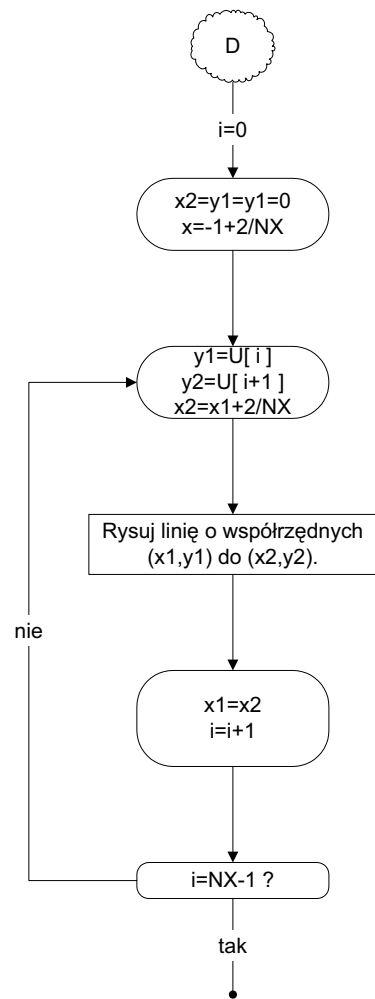 D
i=0
x2=y1=y1=0
x=-1+2/NX
y1=U[ i ]
y2=U[ i+1 ]
x2=x1+2/NX
Rysuj linię o współrzędnych
(x1,y1) do (x2,y2).
nie
x1=x2
i=i+1
i=NX-1 ?
tak